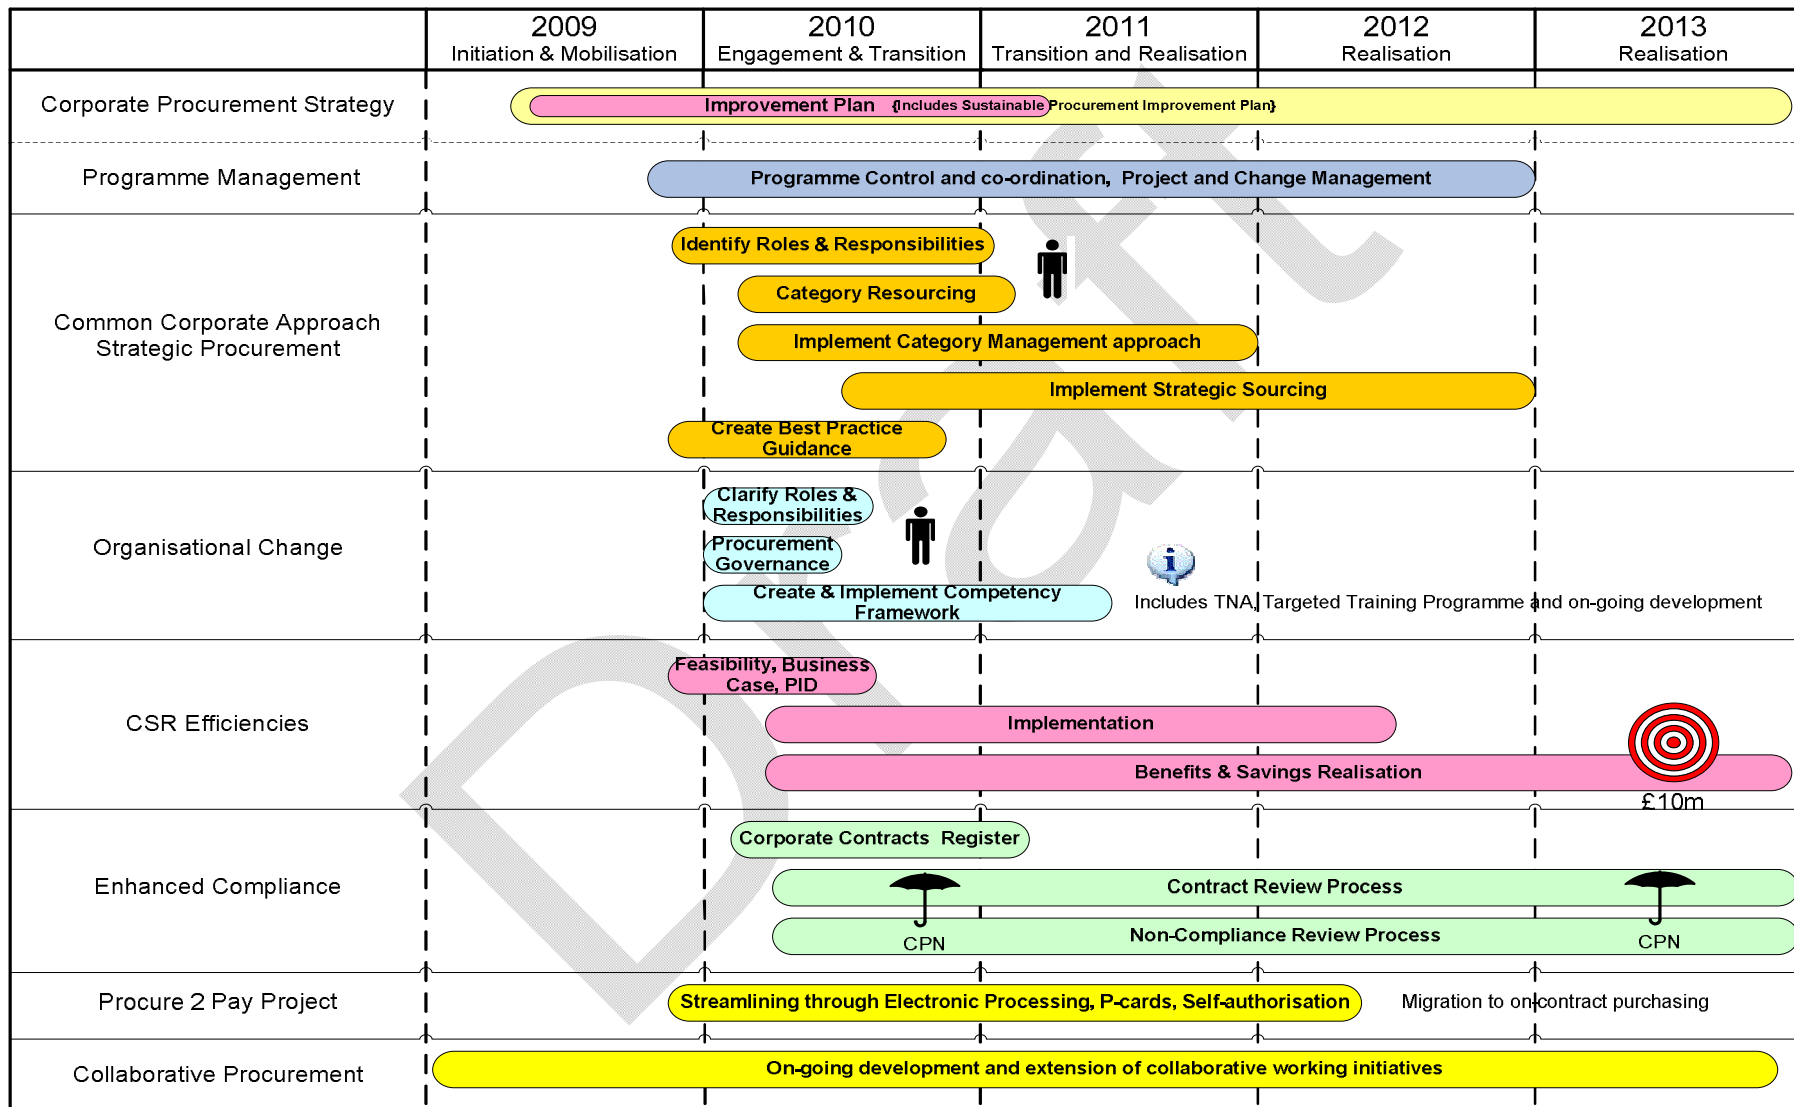 2009
Initiation & Mobilisation
2010
Engagement & Transition
2011
Transition and Realisation
2012
Realisation
2013
Realisation
Corporate Procurement Strategy
Improvement Plan {Includes Sustainable Procurement Improvement Plan}
Programme Management
Programme Control and co-ordination, Project and Change Management
Common Corporate Approach
Strategic Procurement
Identify Roles & Responsibilities
Category Resourcing
Implement Category Management approach
Implement Strategic Sourcing
Create Best Practice
Guidance
Organisational Change
Clarify Roles &
Responsibilities
Procurement
Governance
Create & Implement Competency
Framework
i
Includes TNA, Targeted Training Programme and on-going development
CSR Efficiencies
Feasibility, Business
Case, PID
Implementation
Benefits & Savings Realisation
£10m
Enhanced Compliance
Corporate Contracts Register
Contract Review Process
Non-Compliance Review Process
CPN
CPN
Procure 2 Pay Project
Streamlining through Electronic Processing, P-cards, Self-authorisation
Migration to on-contract purchasing
Collaborative Procurement
On-going development and extension of collaborative working initiatives
Draft